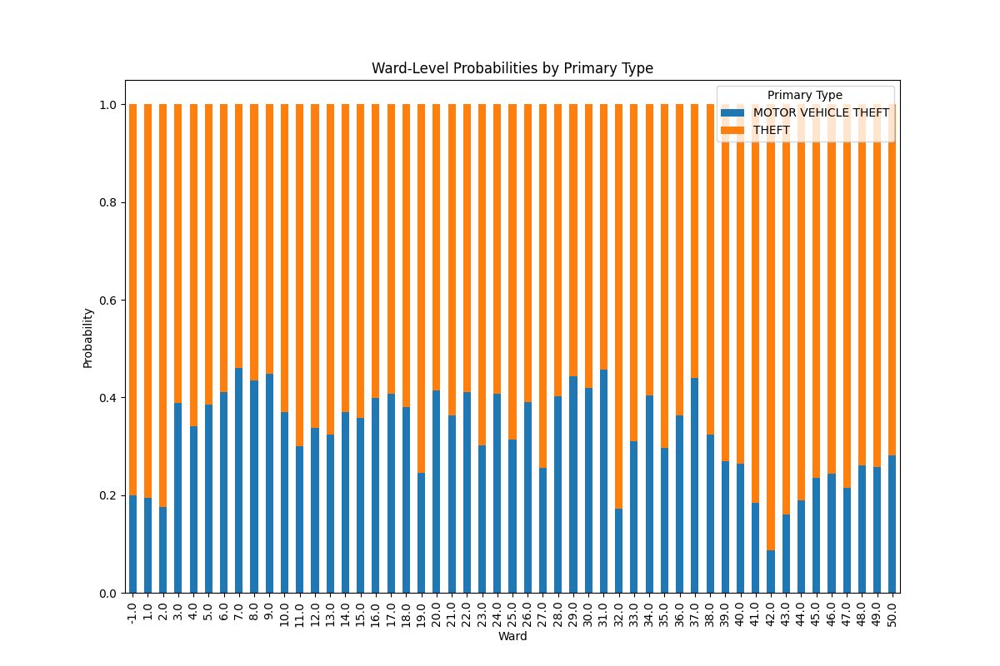 Ward-Level Probabilities by Primary Type
Primary Type
MOTOR VEHICLE THEFT
THEFT
Probability
1.0
0.8
0.6
0.4
0.2
0.0
-1.0 1.0 2.0 3.0 4.0 5.0 6.0 7.0 8.0 9.0 10.0 11.0 12.0 13.0 14.0 15.0 16.0 17.0 18.0 19.0 20.0 21.0 22.0 23.0 24.0 25.0 26.0 27.0 28.0 29.0 30.0 31.0 32.0 33.0 34.0 35.0 36.0 37.0 38.0 39.0 40.0 41.0 42.0 43.0 44.0 45.0 46.0 47.0 48.0 49.0 50.0
Ward